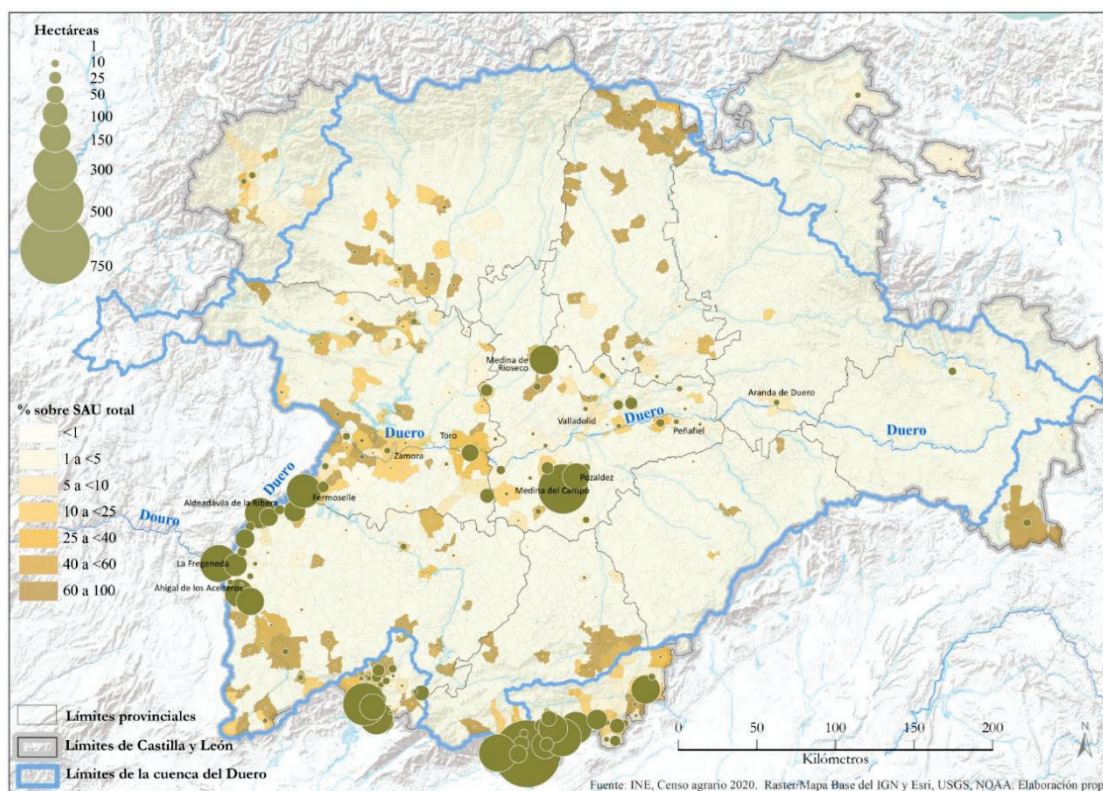 Hectáreas
1
10
25
50
100
150
300
500
750
% sobre SAU total
<1
1 a <5
5 a <10
10 a <25
25 a <40
40 a <60
60 a 100
Medina de
Rioseco
Aranda de Duero
Valladolid
Duero
Peñafiel
Duero
Duero
Toro
Zamora
Pozaldez
Medina del Campo
Duero
Fermoselle
Aldeadávila de la Ribera
Douro
La Fregeneda
Ahigal de los Aceiteros
Límites provinciales
Límites de Castilla y León
Límites de la cuenca del Duero
0 50 100 200
Kilómetros
N
Fuente: INE, Censo agrario 2020. Raster/Mapa Base del IGN y Esri, USGS, NOAA. Elaboración prop